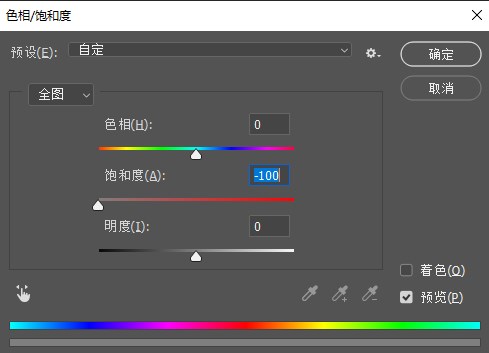 色相/饱和度
预设(E): 自定
确定
取消
全图
色相(H): 0
饱和度(A): -100
明度(I): 0
着色(O)
预览(P)